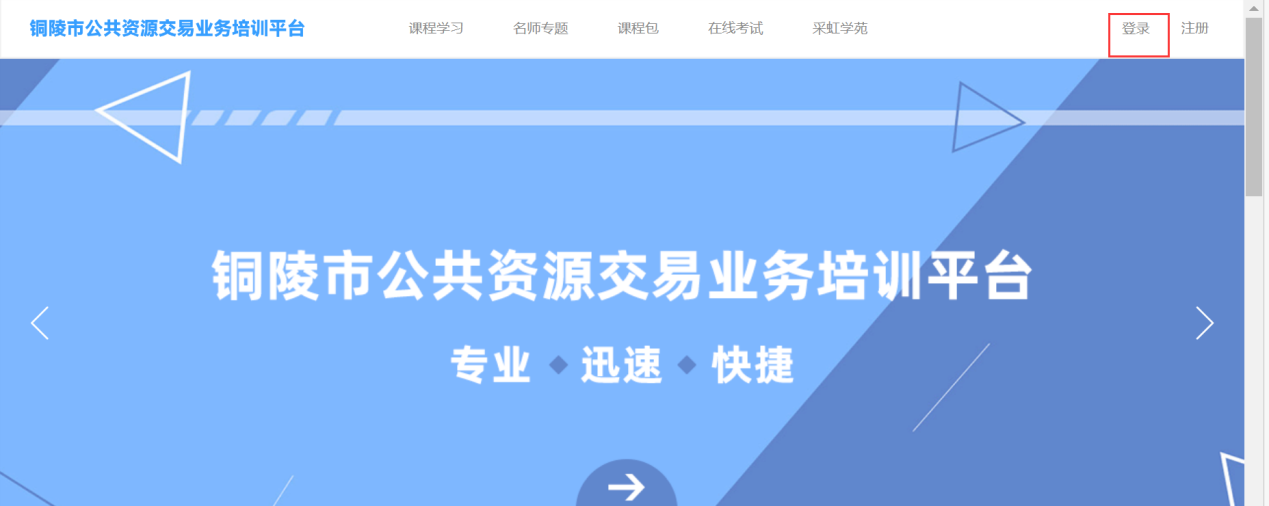 铜陵市公共资源交易业务培训平台 课程学习 名师专题 课程包 在线考试 采虹学苑 登录 注册
铜陵市公共资源交易业务培训平台
专业 ◆ 迅速 ◆ 快捷